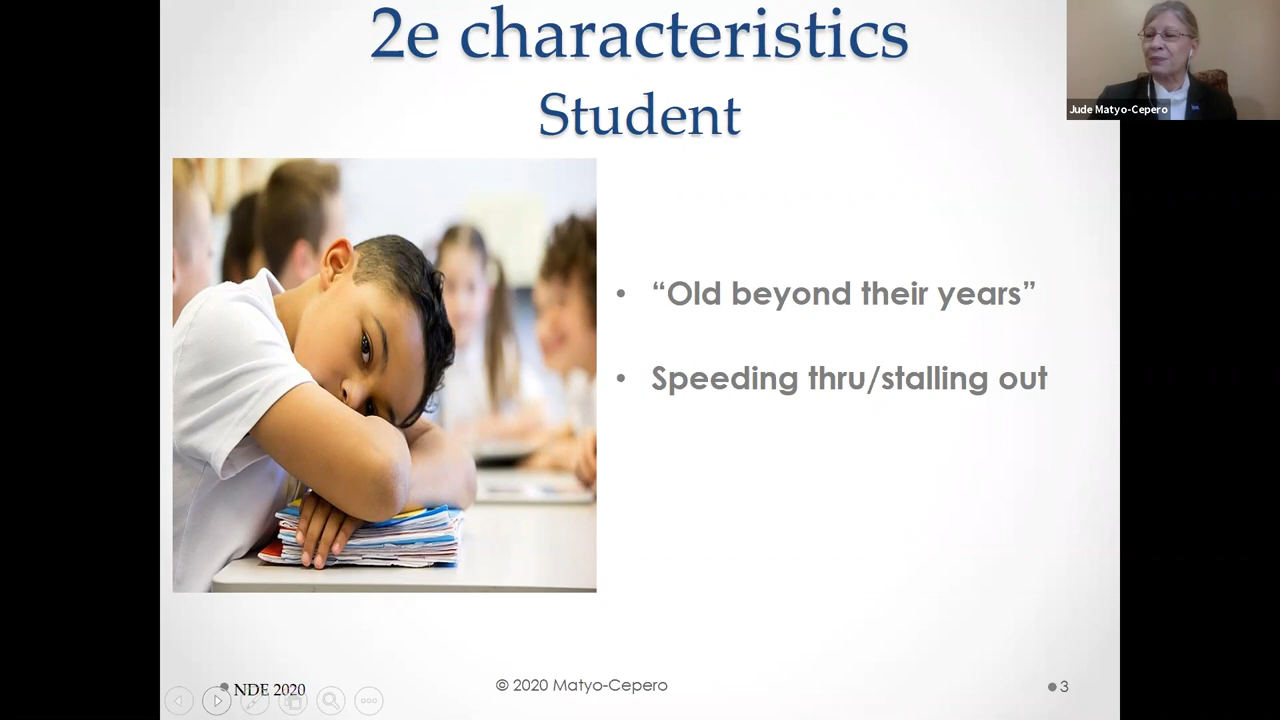 2e characteristics
Student
Jude Matyo-Cepero
• “Old beyond their years”
• Speeding thru/stalling out
NDE 2020
© 2020 Matyo-Cepero
3